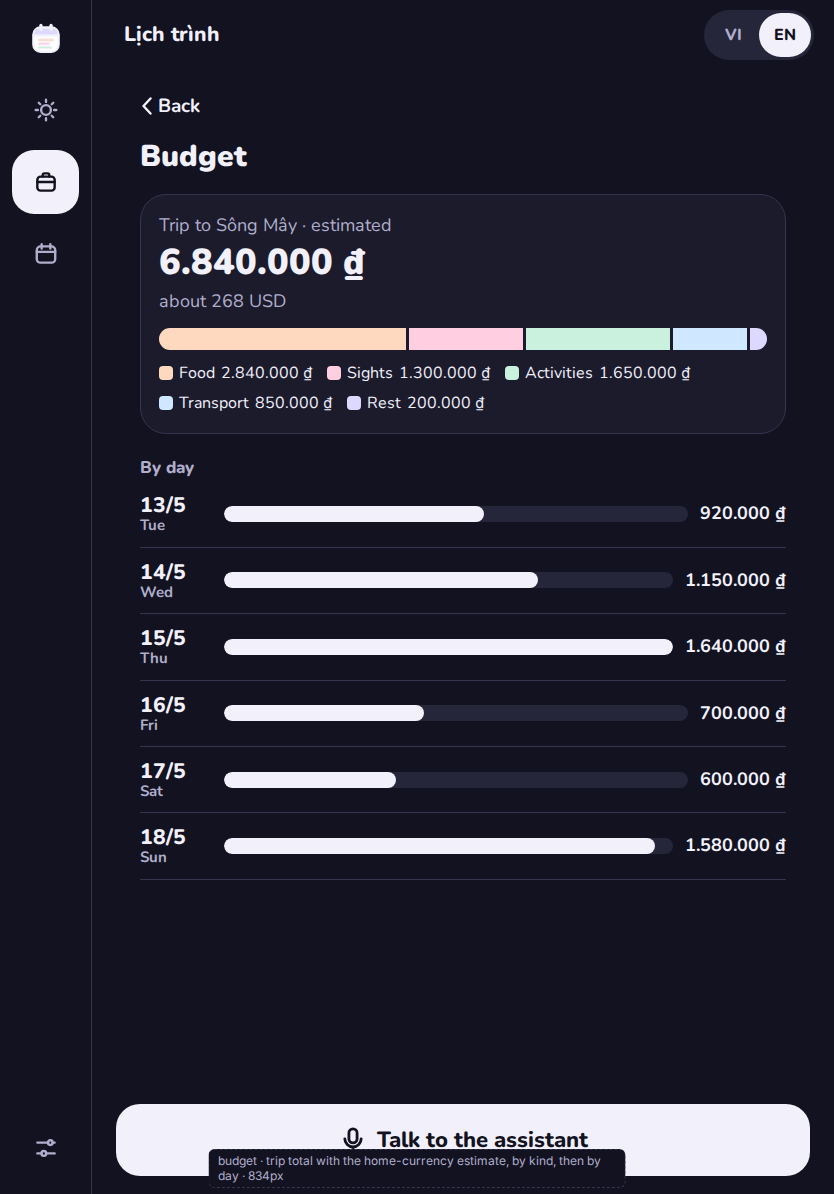 Lịch trình
VI EN
Back
Budget
Trip to Sông Mây · estimated
6.840.000 ₫
about 268 USD
Food 2.840.000 ₫ Sights 1.300.000 ₫ Activities 1.650.000 ₫
Transport 850.000 ₫ Rest 200.000 ₫
By day
13/5
Tue
920.000 ₫
14/5
Wed
1.150.000 ₫
15/5
Thu
1.640.000 ₫
16/5
Fri
700.000 ₫
17/5
Sat
600.000 ₫
18/5
Sun
1.580.000 ₫
Talk to the assistant
budget · trip total with the home-currency estimate, by kind, then by
day · 834px